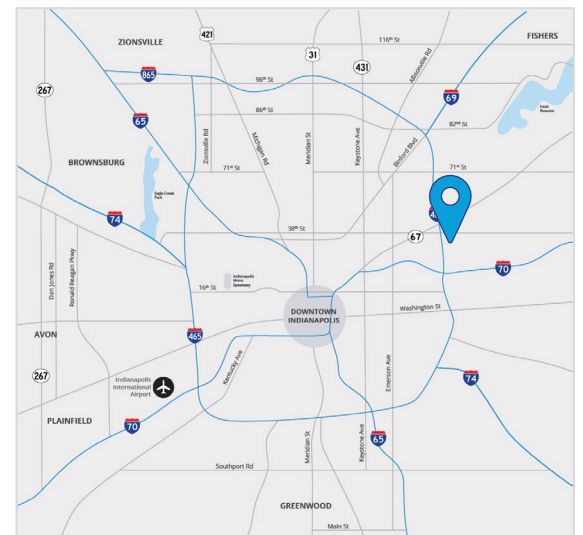 ZIONSVILLE
421
116th St
FISHERS
31
431
Allisonville Rd
865
96th St
267
69
86th St
82nd St
65
Zionsville Rd
Michigan Rd
Meridian St
Keystone Ave
Binford Blvd
BROWNSBURG
71st St
71st St
Eagle Creek
Park
74
38th St
67
70
Dan Jones Rd
Ronald Reagan Pkwy
Indianapolis
Motor
Speedway
16th St
DOWNTOWN
INDIANAPOLIS
Washington St
AVON
465
267
Kentucky Ave
Emerson Ave
74
Indianapolis
International
Airport
PLAINFIELD
70
65
Meridian St
Keystone Ave
Southport Rd
GREENWOOD
Main St